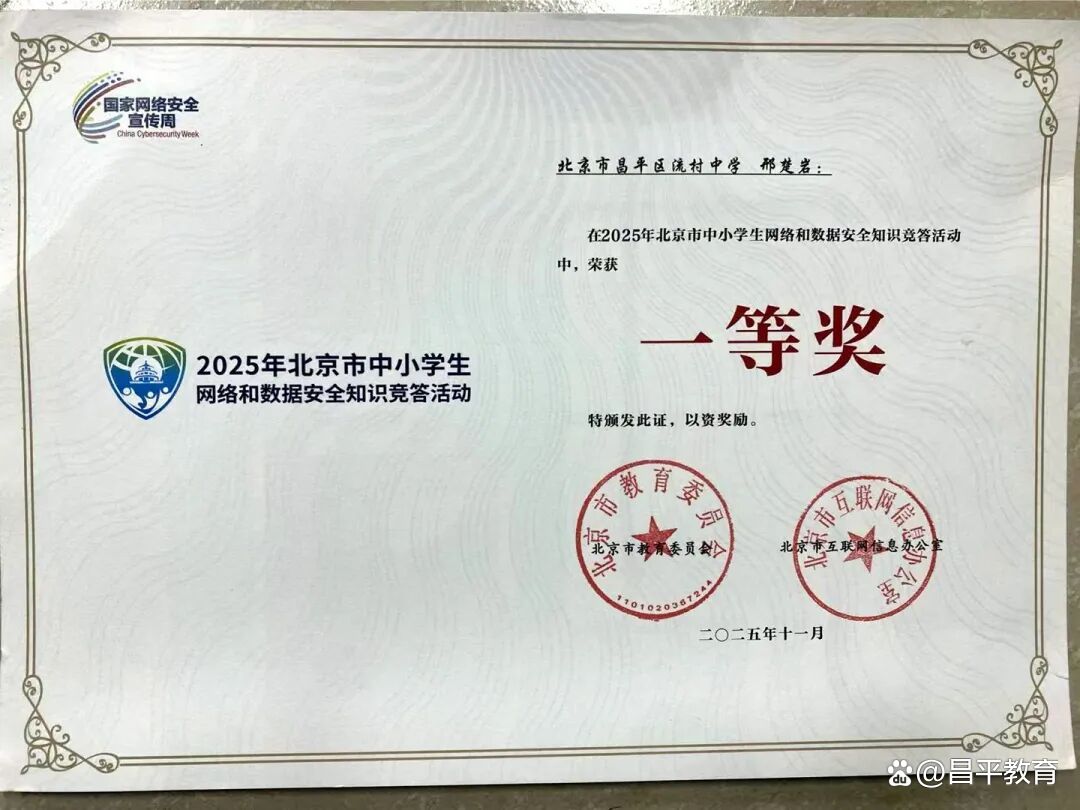 国家网络安全
宣传周
China Cybersecurity Week
北京市昌平区流村中学 邢楚岩：
在2025年北京市中小学生网络和数据安全知识竞答活动
中，荣获
一等奖
2025年北京市中小学生
网络和数据安全知识竞答活动
特颁发此证，以资奖励。
北京市教育委员会
北京市教育委员会
1101020367244
北京市互联网信息办公室
北京市互联网信息办公室
二〇二五年十一月
Bai du @昌平教育